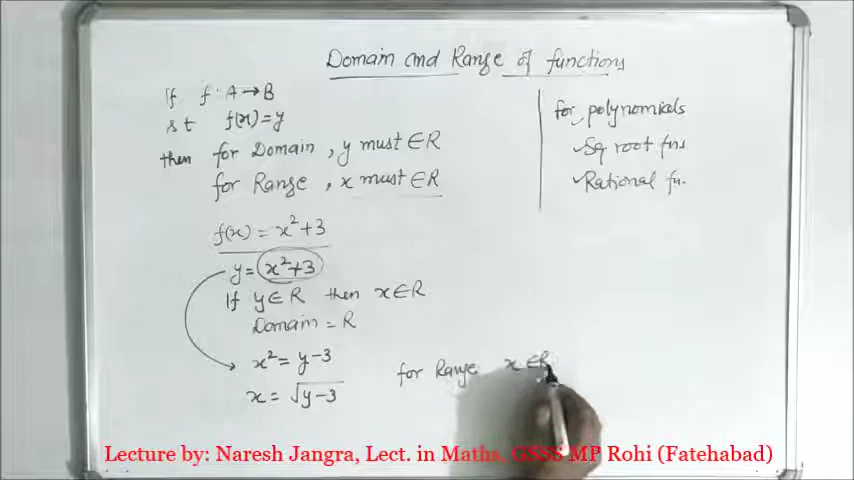 Domain and Range of functions
If f: A→B
s t f(x)=y
then for Domain, y must ∈R
for Range, x must ∈R
for polynomials
✓Sq root fns.
✓Rational fn.
f(x) = x²+3
y = x²+3
If y∈R then x∈R
Domain = R
x² = y-3
x = √y-3
for Range x∈R
Lecture by: Naresh Jangra, Lect. in Maths, GSSS MP Rohi (Fatehabad)